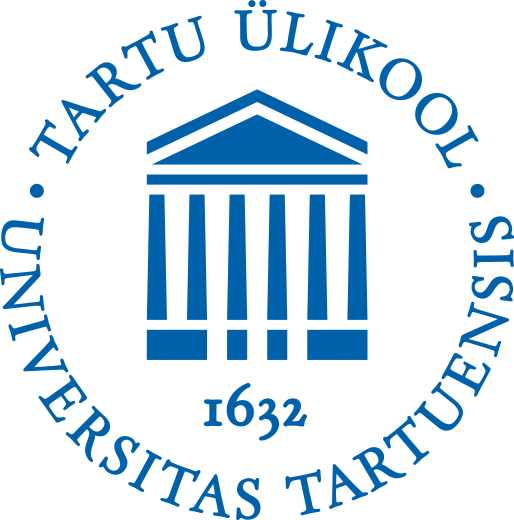 · TARTU ÜLIKOOL ·
UNIVERSITAS TARTUENSIS
1632